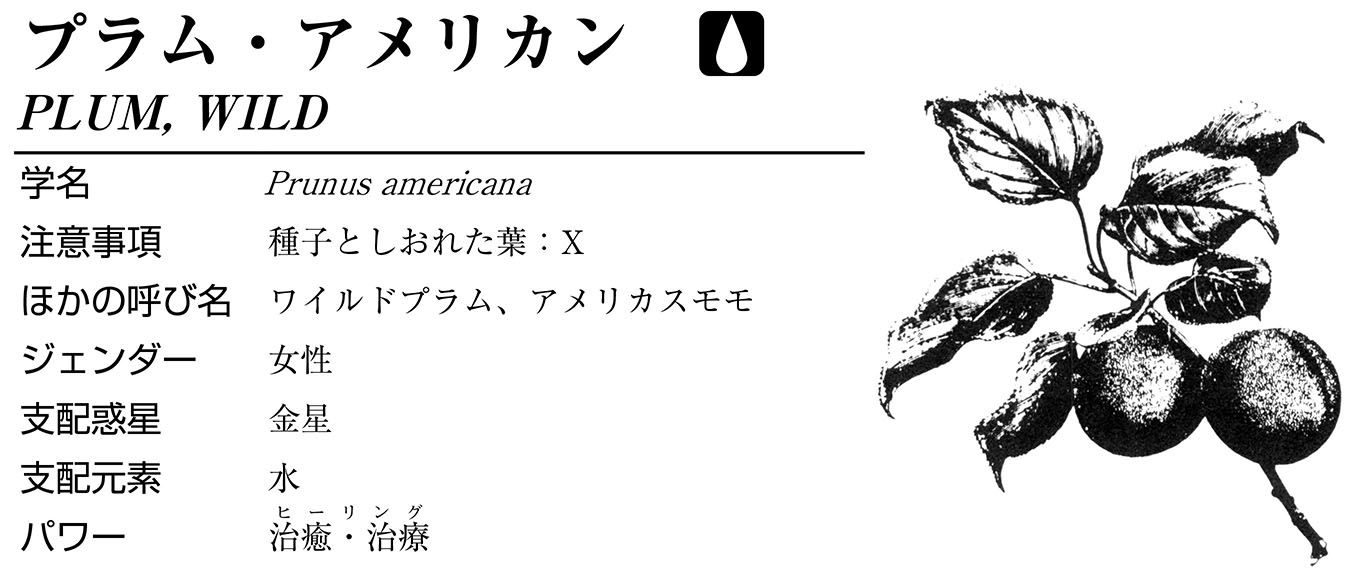 プラム・アメリカン
PLUM, WILD
学名 Prunus americana
注意事項 種子としおれた葉：X
ほかの呼び名 ワイルドプラム、アメリカスモモ
ジェンダー 女性
支配惑星 金星
支配元素 水
ヒーリング
パワー 治癒・治療